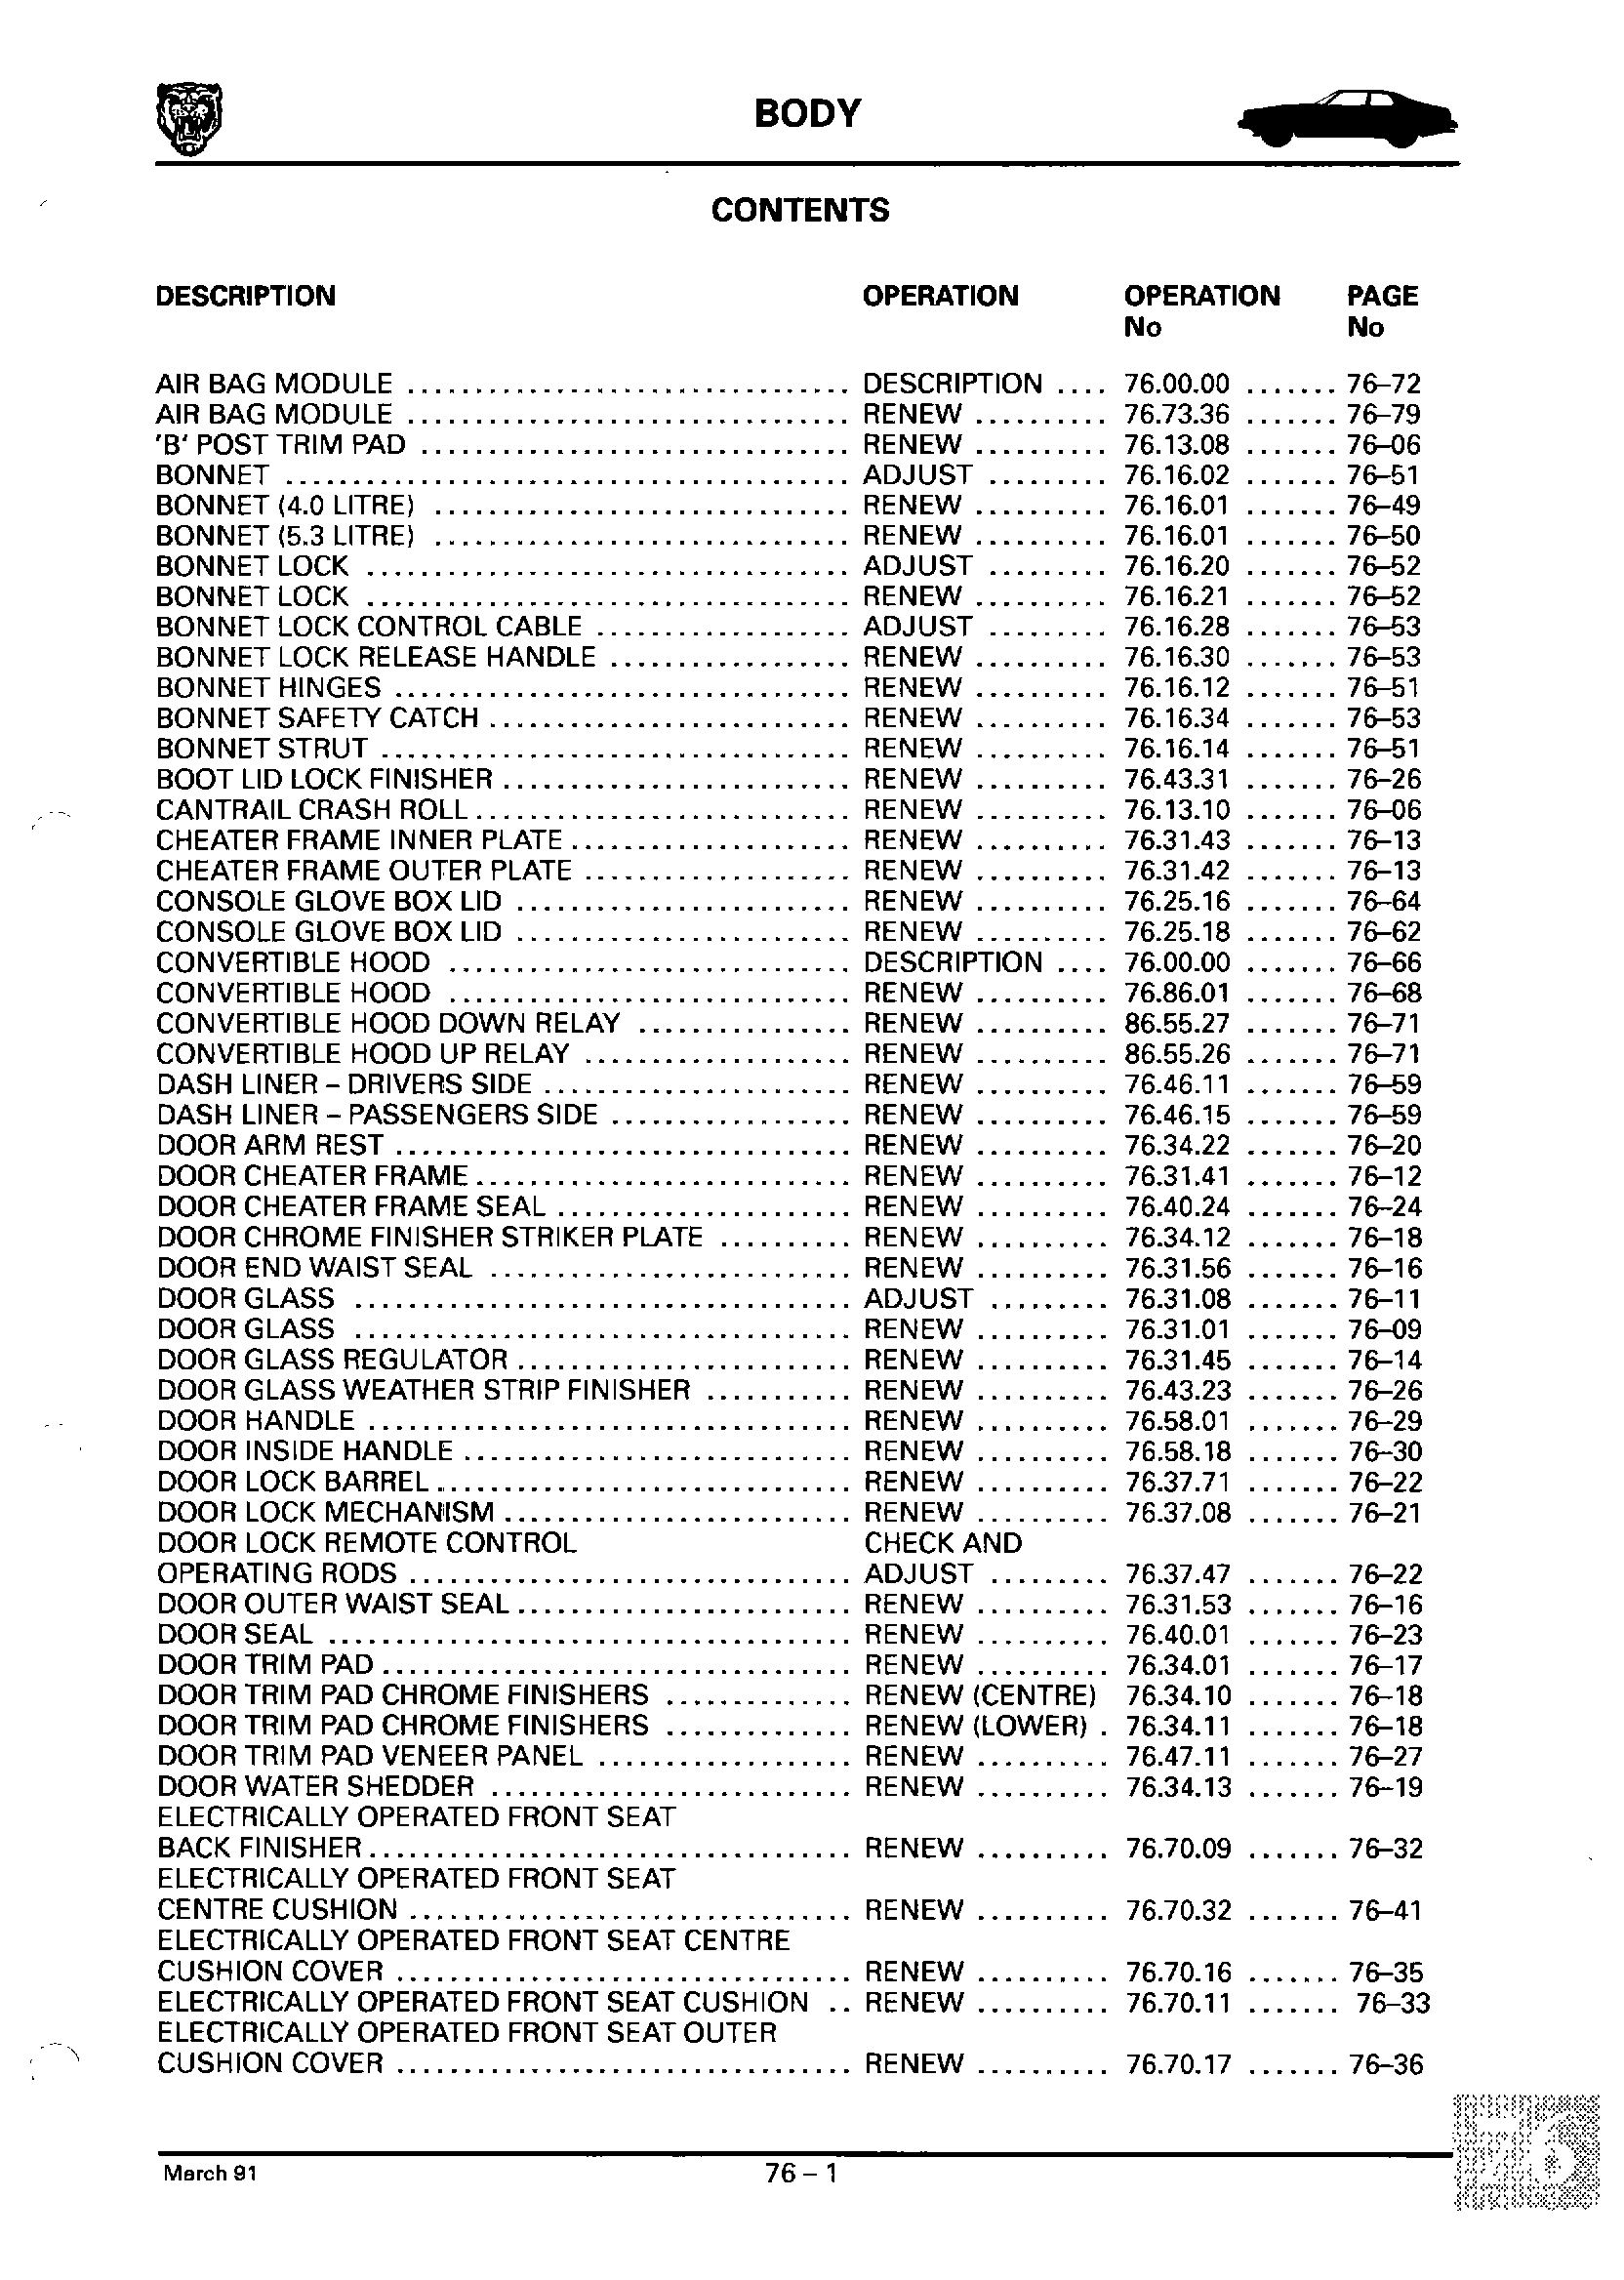 BODY
CONTENTS
DESCRIPTION OPERATION OPERATION PAGE
No No
AIR BAG MODULE ................................. DESCRIPTION .... 76.00.00 ....... 76–72
AIR BAG MODULE ................................. RENEW .......... 76.73.36 ....... 76–79
'B' POST TRIM PAD ................................ RENEW .......... 76.13.08 ....... 76–06
BONNET .......................................... ADJUST ......... 76.16.02 ....... 76–51
BONNET (4.0 LITRE) ............................... RENEW .......... 76.16.01 ....... 76–49
BONNET (5.3 LITRE) ............................... RENEW .......... 76.16.01 ....... 76–50
BONNET LOCK .................................... ADJUST ......... 76.16.20 ....... 76–52
BONNET LOCK .................................... RENEW .......... 76.16.21 ....... 76–52
BONNET LOCK CONTROL CABLE ................... ADJUST ......... 76.16.28 ....... 76–53
BONNET LOCK RELEASE HANDLE .................. RENEW .......... 76.16.30 ....... 76–53
BONNET HINGES .................................. RENEW .......... 76.16.12 ....... 76–51
BONNET SAFETY CATCH ........................... RENEW .......... 76.16.34 ....... 76–53
BONNET STRUT ................................... RENEW .......... 76.16.14 ....... 76–51
BOOT LID LOCK FINISHER .......................... RENEW .......... 76.43.31 ....... 76–26
CANTRAIL CRASH ROLL ............................ RENEW .......... 76.13.10 ....... 76–06
CHEATER FRAME INNER PLATE ..................... RENEW .......... 76.31.43 ....... 76–13
CHEATER FRAME OUTER PLATE .................... RENEW .......... 76.31.42 ....... 76–13
CONSOLE GLOVE BOX LID ......................... RENEW .......... 76.25.16 ....... 76–64
CONSOLE GLOVE BOX LID ......................... RENEW .......... 76.25.18 ....... 76–62
CONVERTIBLE HOOD .............................. DESCRIPTION .... 76.00.00 ....... 76–66
CONVERTIBLE HOOD .............................. RENEW .......... 76.86.01 ....... 76–68
CONVERTIBLE HOOD DOWN RELAY ................ RENEW .......... 86.55.27 ....... 76–71
CONVERTIBLE HOOD UP RELAY .................... RENEW .......... 86.55.26 ....... 76–71
DASH LINER – DRIVERS SIDE ....................... RENEW .......... 76.46.11 ....... 76–59
DASH LINER – PASSENGERS SIDE .................. RENEW .......... 76.46.15 ....... 76–59
DOOR ARM REST .................................. RENEW .......... 76.34.22 ....... 76–20
DOOR CHEATER FRAME ............................ RENEW .......... 76.31.41 ....... 76–12
DOOR CHEATER FRAME SEAL ...................... RENEW .......... 76.40.24 ....... 76–24
DOOR CHROME FINISHER STRIKER PLATE .......... RENEW .......... 76.34.12 ....... 76–18
DOOR END WAIST SEAL ........................... RENEW .......... 76.31.56 ....... 76–16
DOOR GLASS ..................................... ADJUST ......... 76.31.08 ....... 76–11
DOOR GLASS ..................................... RENEW .......... 76.31.01 ....... 76–09
DOOR GLASS REGULATOR ......................... RENEW .......... 76.31.45 ....... 76–14
DOOR GLASS WEATHER STRIP FINISHER ........... RENEW .......... 76.43.23 ....... 76–26
DOOR HANDLE .................................... RENEW .......... 76.58.01 ....... 76–29
DOOR INSIDE HANDLE ............................. RENEW .......... 76.58.18 ....... 76–30
DOOR LOCK BARREL ............................... RENEW .......... 76.37.71 ....... 76–22
DOOR LOCK MECHANISM .......................... RENEW .......... 76.37.08 ....... 76–21
DOOR LOCK REMOTE CONTROL CHECK AND
OPERATING RODS ................................. ADJUST ......... 76.37.47 ....... 76–22
DOOR OUTER WAIST SEAL ......................... RENEW .......... 76.31.53 ....... 76–16
DOOR SEAL ....................................... RENEW .......... 76.40.01 ....... 76–23
DOOR TRIM PAD ................................... RENEW .......... 76.34.01 ....... 76–17
DOOR TRIM PAD CHROME FINISHERS .............. RENEW (CENTRE) 76.34.10 ....... 76–18
DOOR TRIM PAD CHROME FINISHERS .............. RENEW (LOWER) . 76.34.11 ....... 76–18
DOOR TRIM PAD VENEER PANEL ................... RENEW .......... 76.47.11 ....... 76–27
DOOR WATER SHEDDER ........................... RENEW .......... 76.34.13 ....... 76–19
ELECTRICALLY OPERATED FRONT SEAT
BACK FINISHER .................................... RENEW .......... 76.70.09 ....... 76–32
ELECTRICALLY OPERATED FRONT SEAT
CENTRE CUSHION ................................. RENEW .......... 76.70.32 ....... 76–41
ELECTRICALLY OPERATED FRONT SEAT CENTRE
CUSHION COVER .................................. RENEW .......... 76.70.16 ....... 76–35
ELECTRICALLY OPERATED FRONT SEAT CUSHION .. RENEW .......... 76.70.11 ....... 76–33
ELECTRICALLY OPERATED FRONT SEAT OUTER
CUSHION COVER .................................. RENEW .......... 76.70.17 ....... 76–36
March 91 76 – 1
76